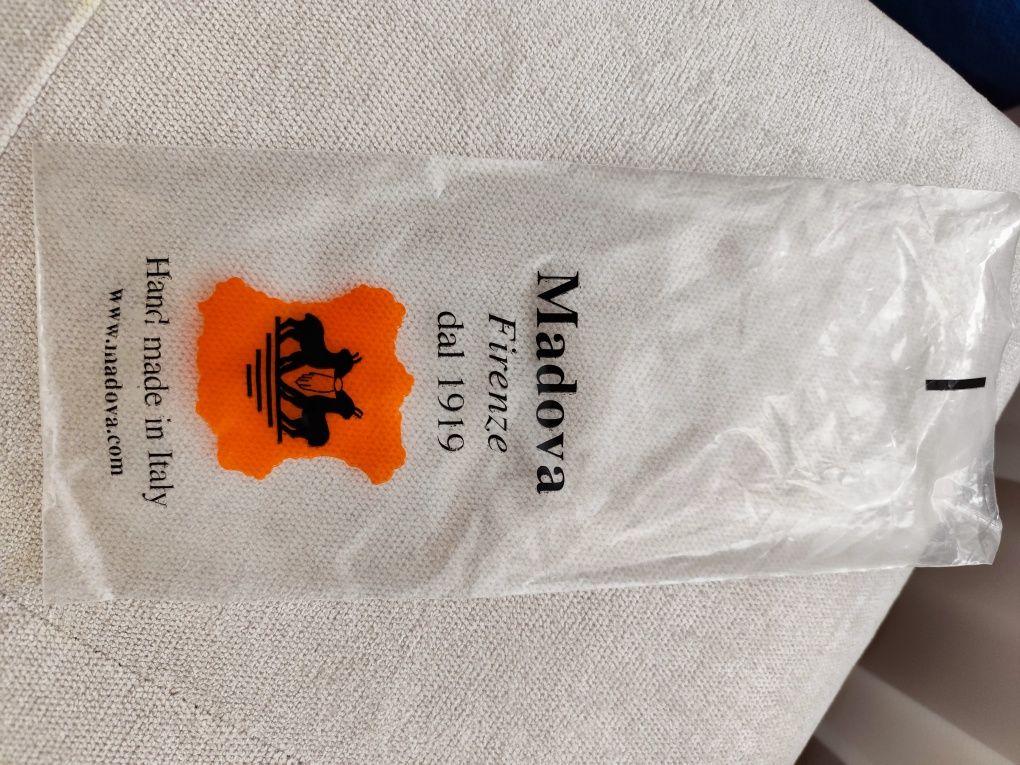 Madova
Firenze
dal 1919
Hand made in Italy
www.madova.com